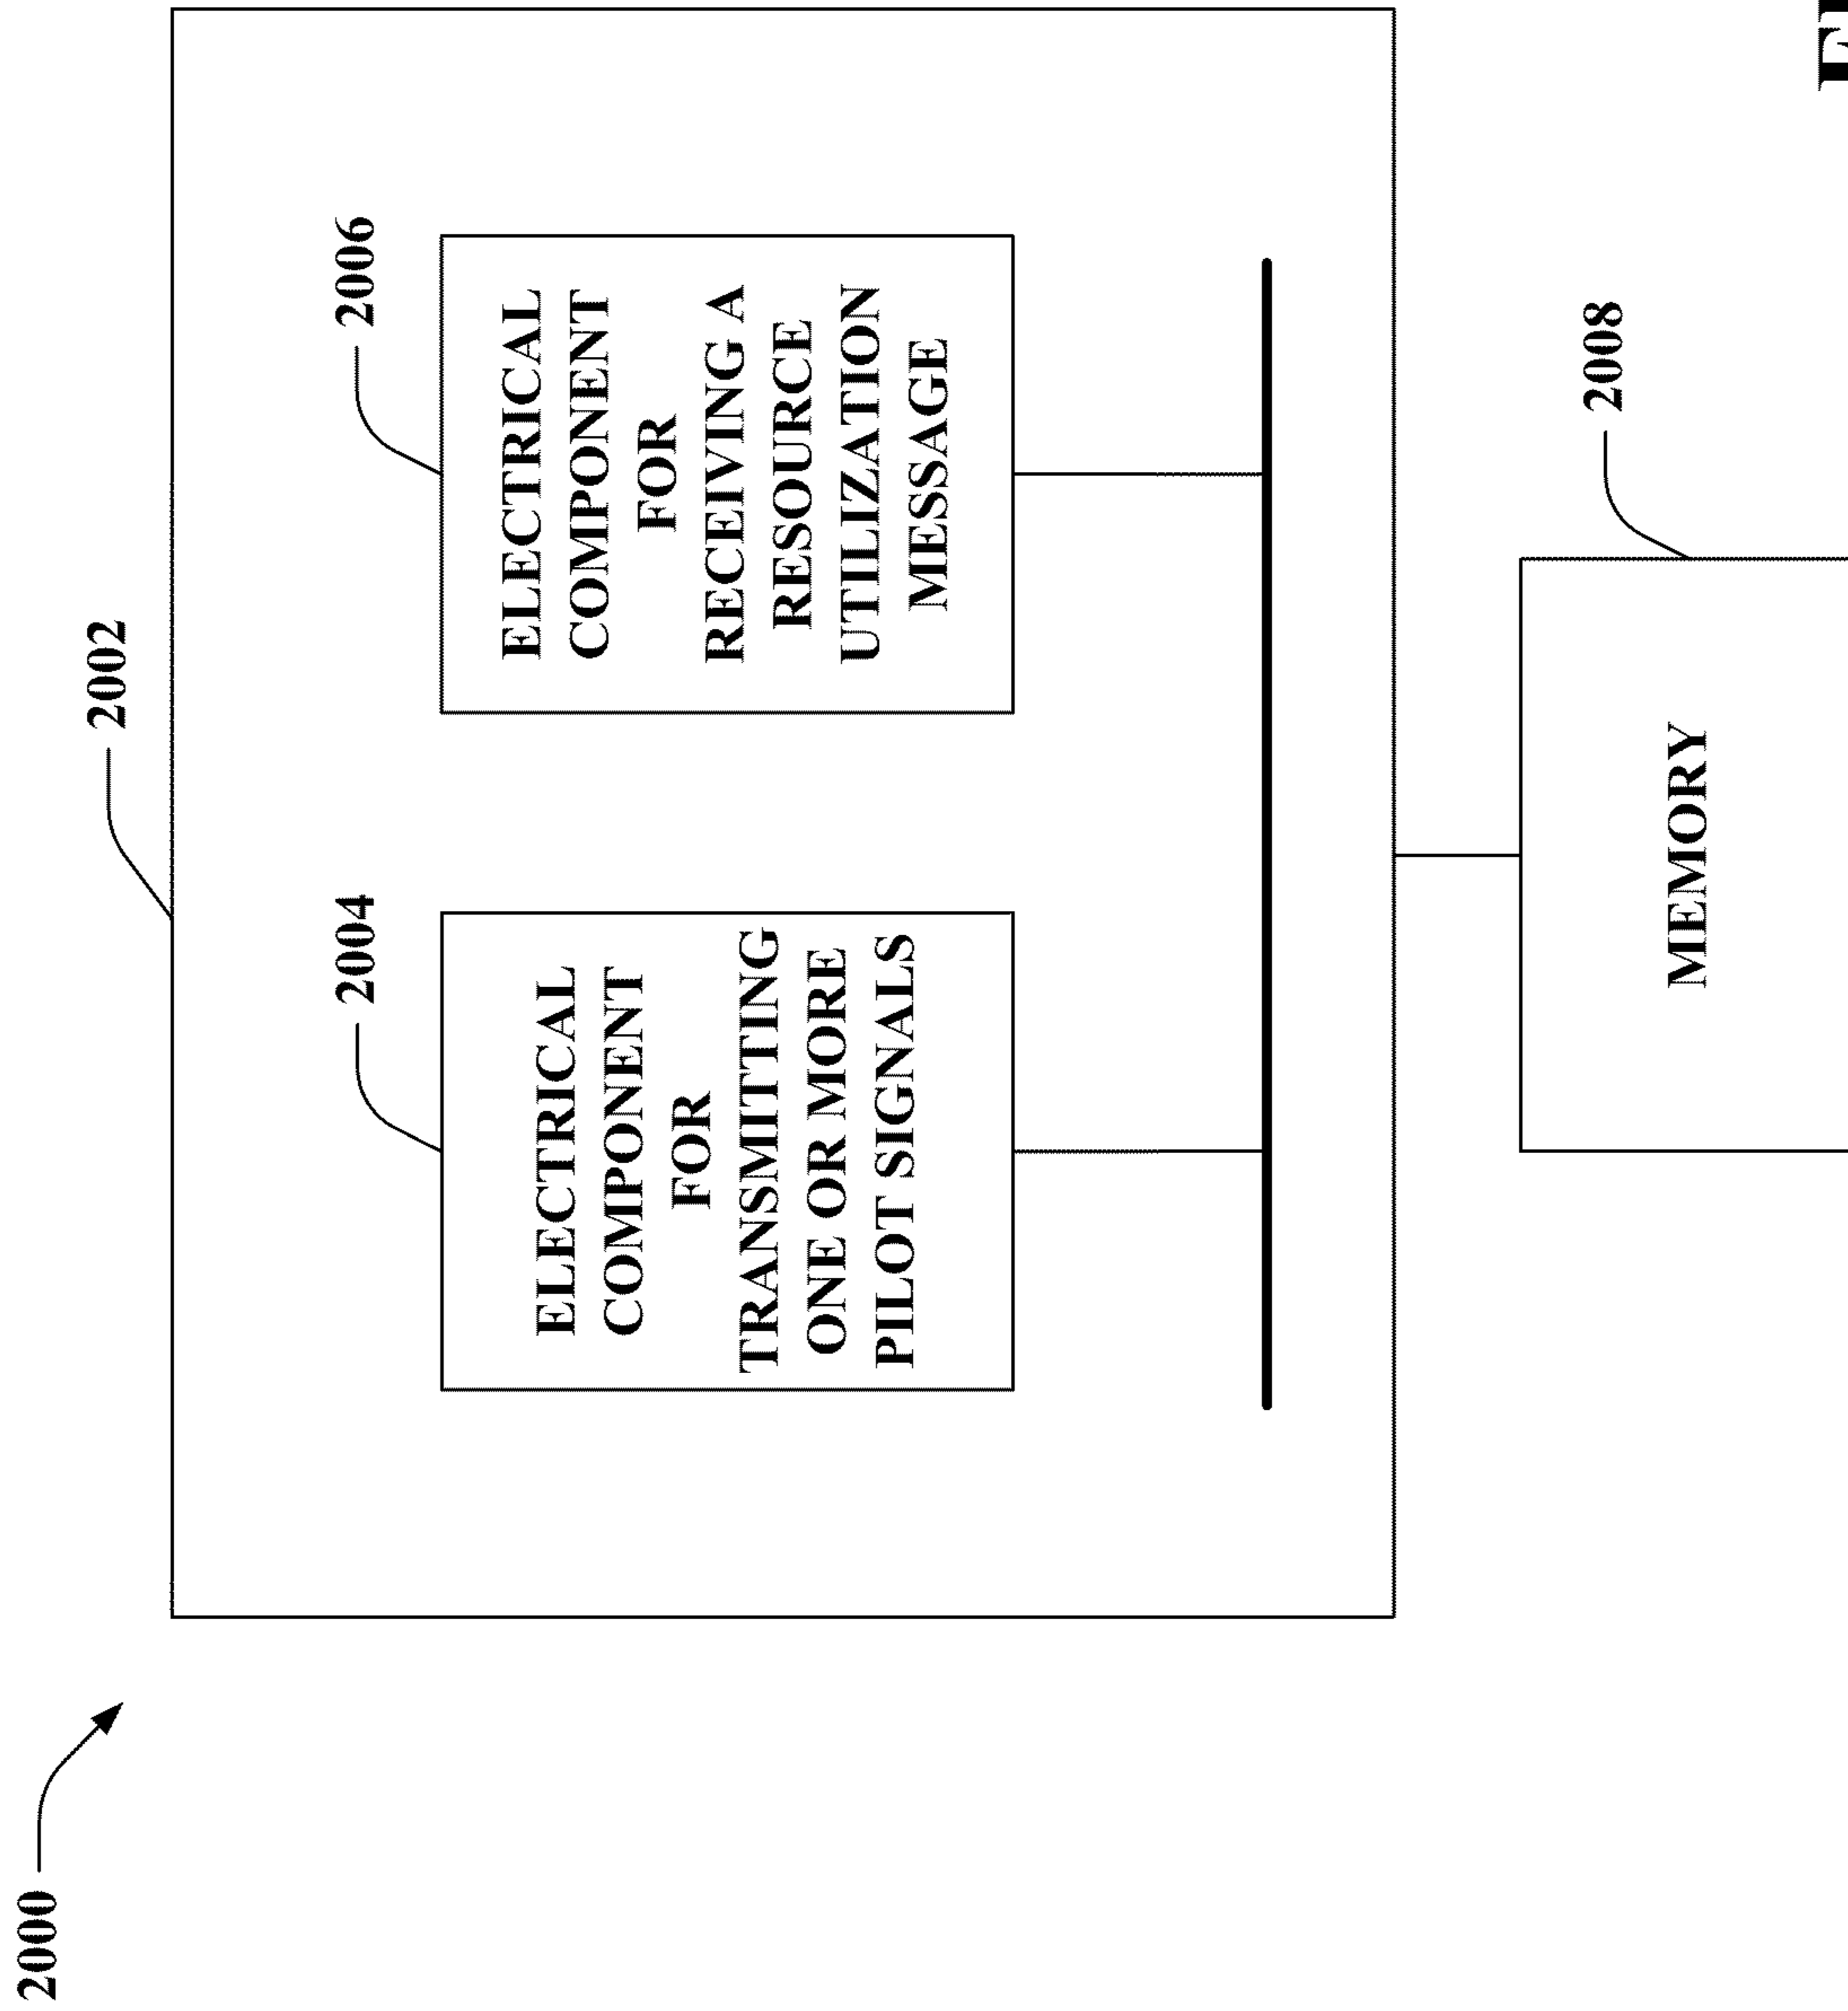 2000
2002
2004
ELECTRICAL
COMPONENT
FOR
TRANSMITTING
ONE OR MORE
PILOT SIGNALS
2006
ELECTRICAL
COMPONENT
FOR
RECEIVING A
RESOURCE
UTILIZATION
MESSAGE
2008
MEMORY